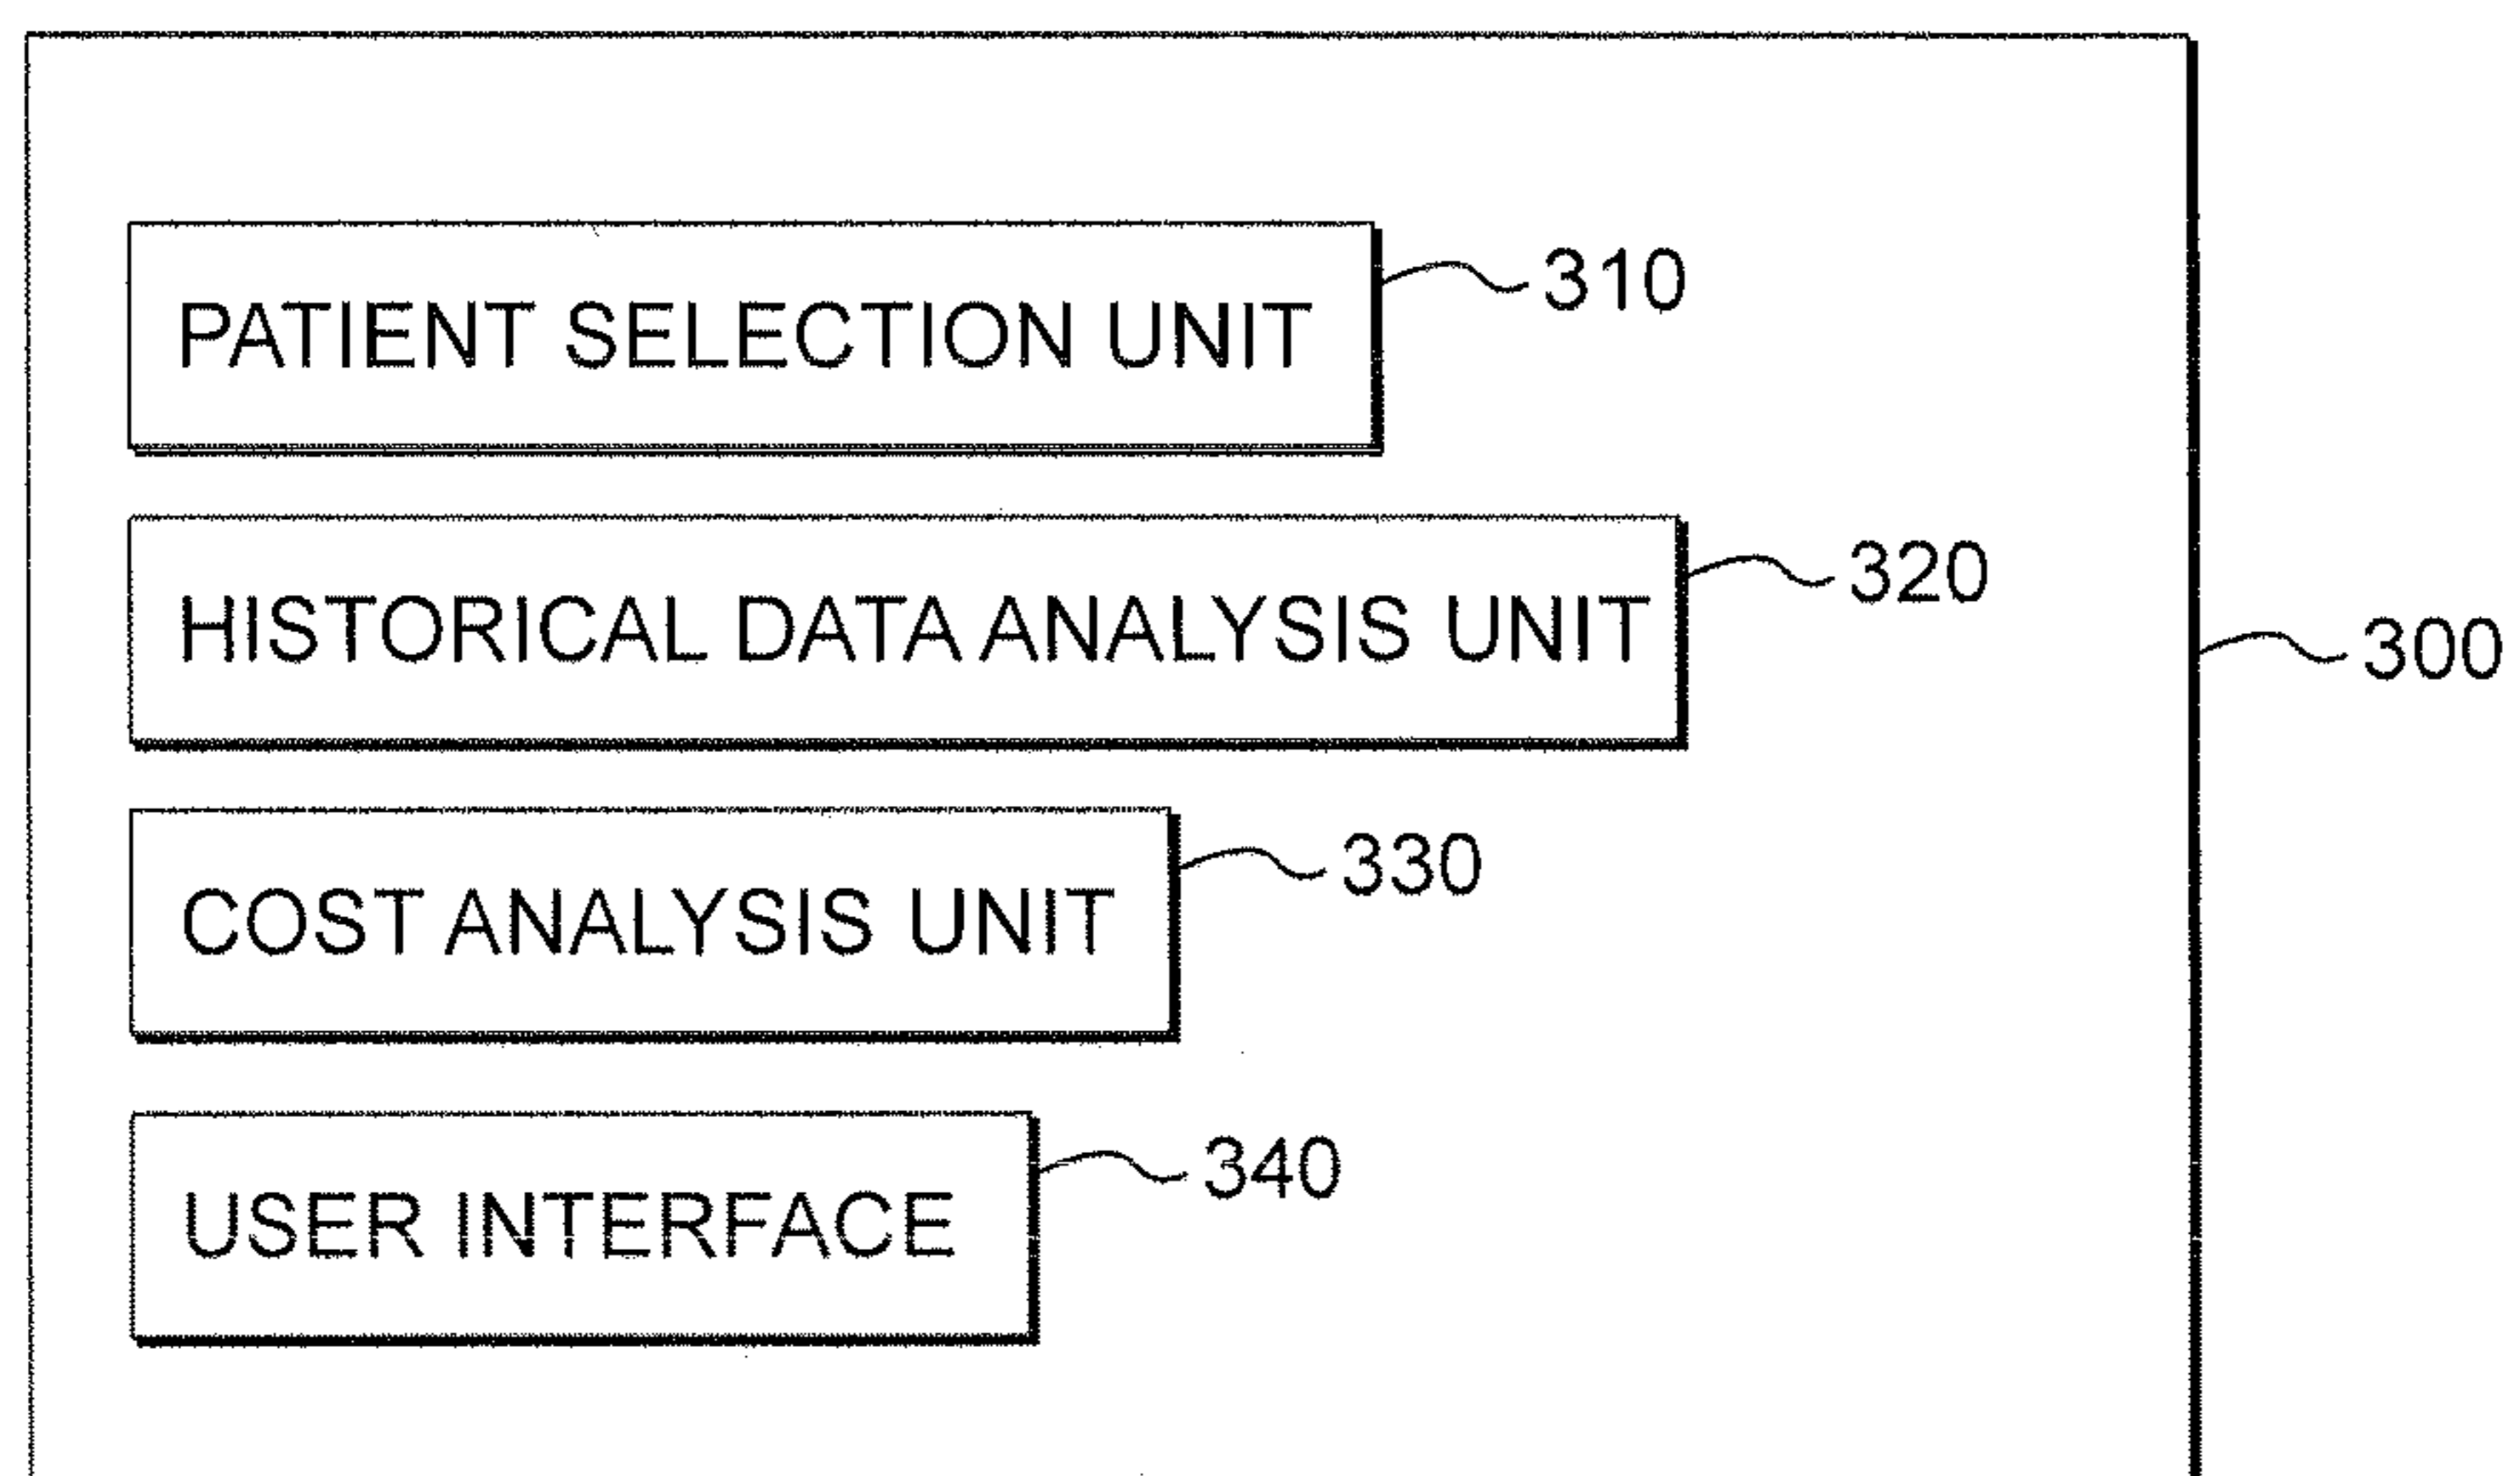 PATIENT SELECTION UNIT
310
HISTORICAL DATA ANALYSIS UNIT
320
300
COST ANALYSIS UNIT
330
USER INTERFACE
340